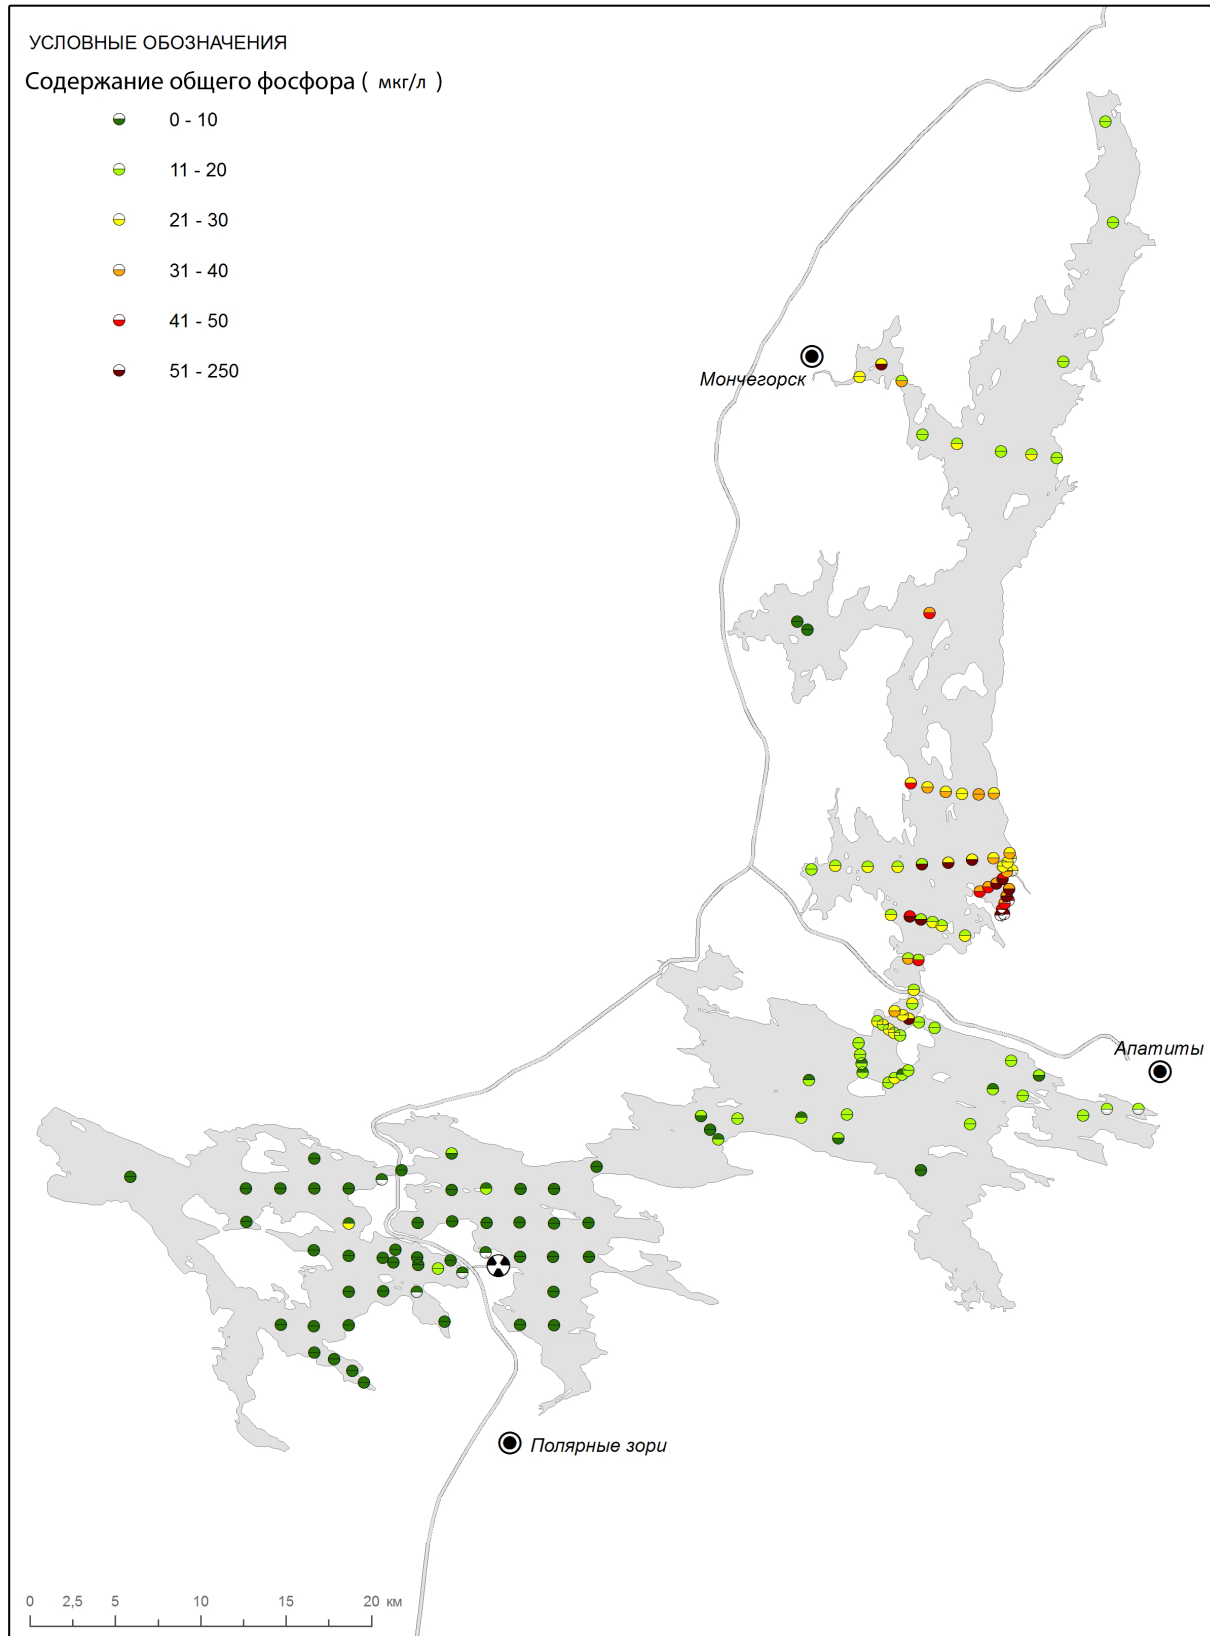 УСЛОВНЫЕ ОБОЗНАЧЕНИЯ
Содержание общего фосфора ( мкг/л )
0 - 10
11 - 20
21 - 30
31 - 40
41 - 50
51 - 250
Мончегорск
Апатиты
Полярные зори
0 2,5 5 10 15 20 км